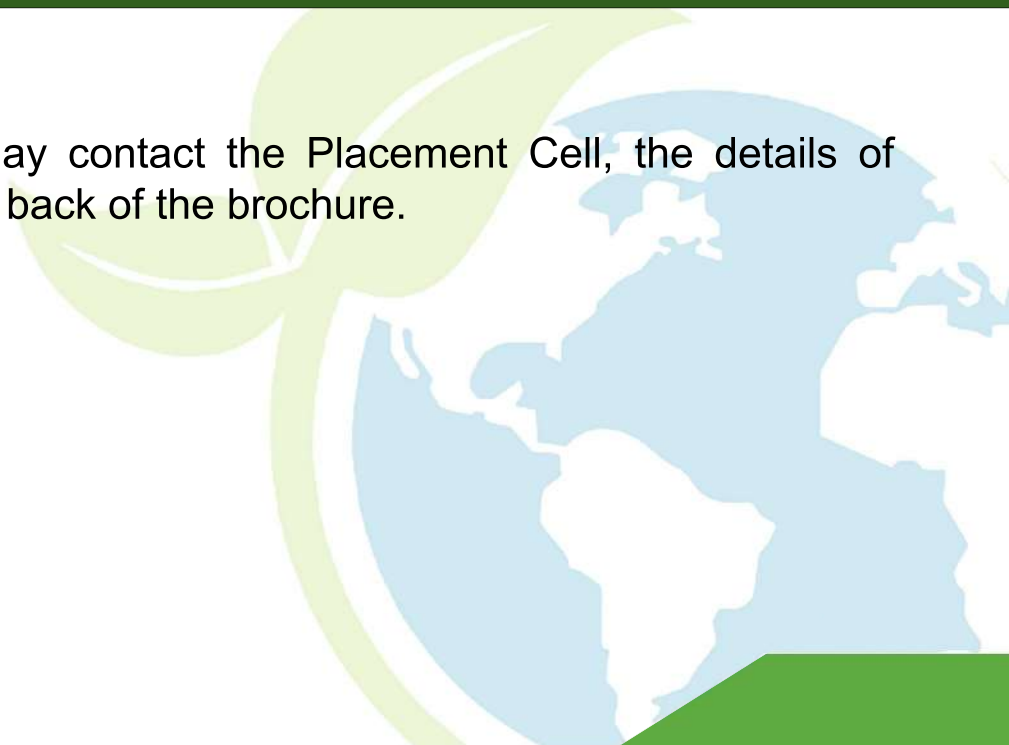 ay contact the Placement Cell, the details of
back of the brochure.